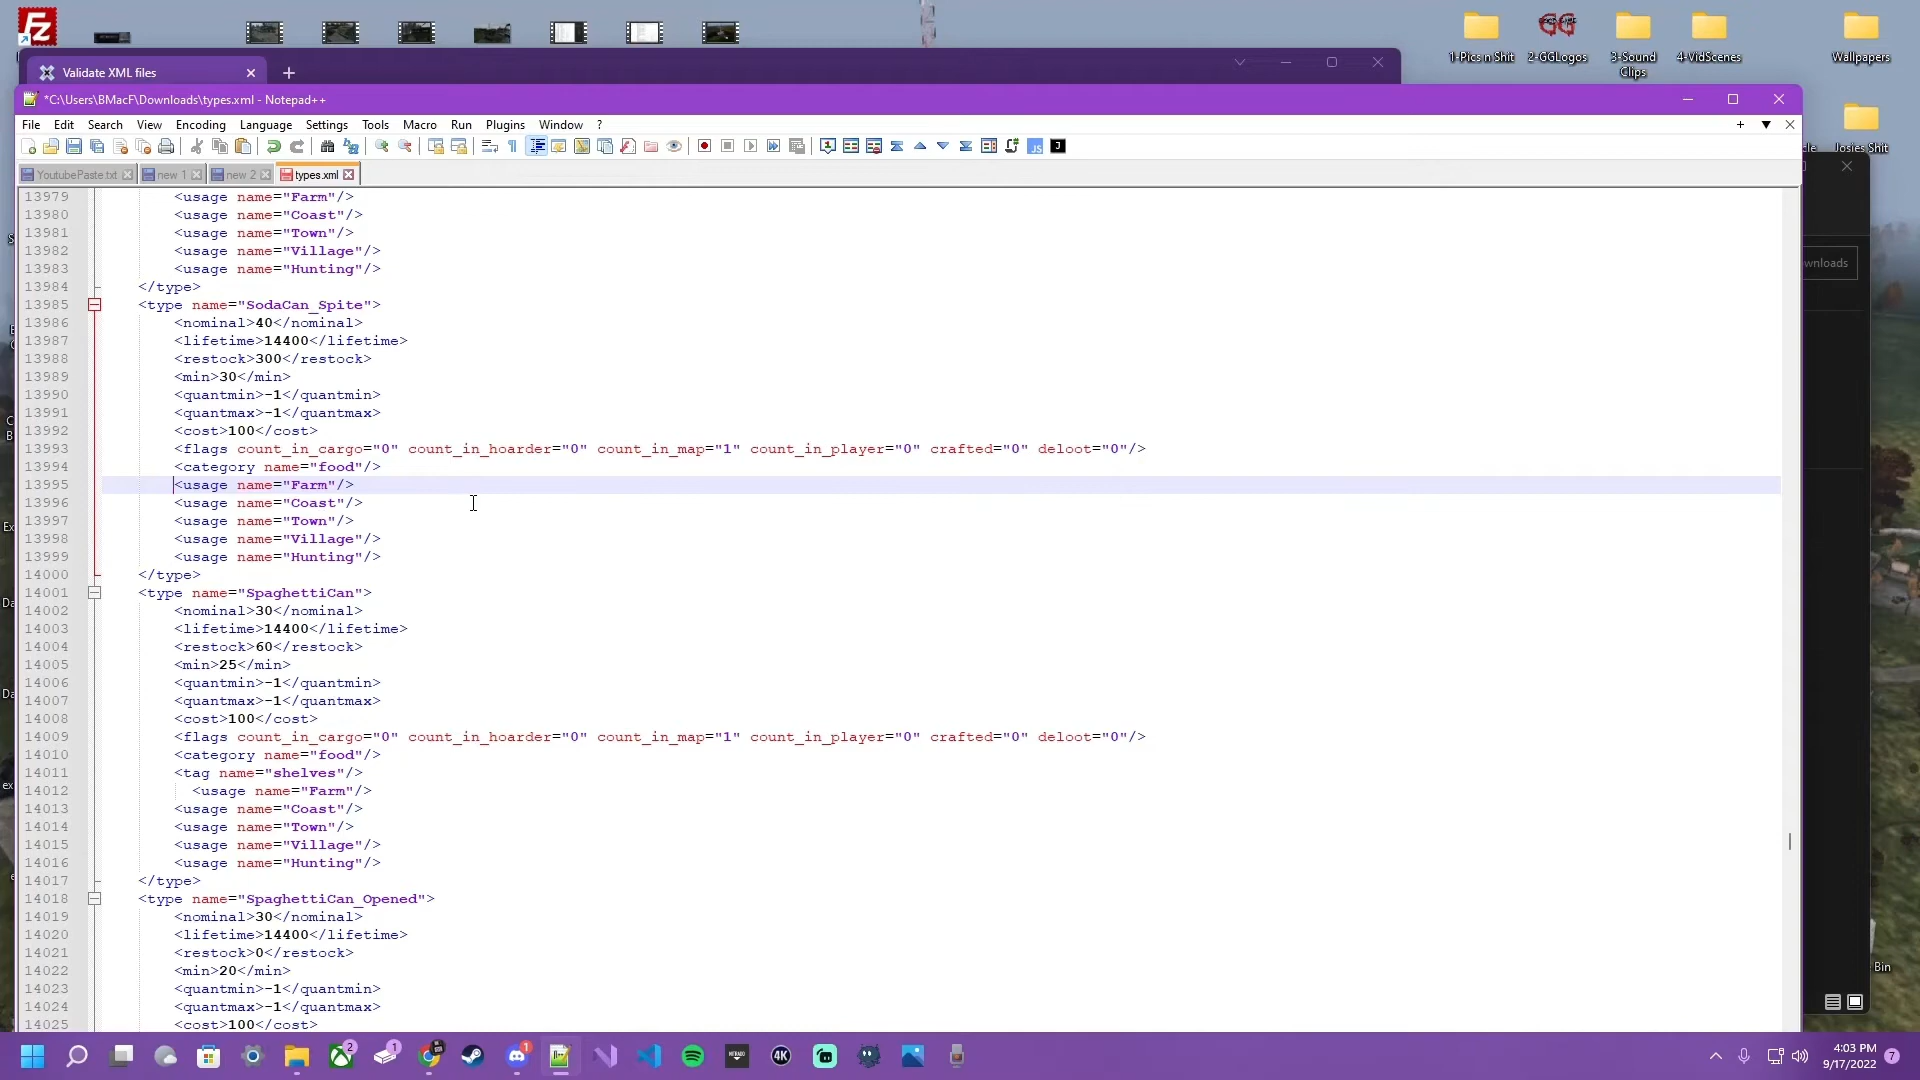 FZ
1-Pics n Shit
2-GGLogos
3-Sound
Clips
4-VidScenes
Wallpapers
Josies Shit
Validate XML files
*C:\Users\BMacF\Downloads\types.xml - Notepad++
File Edit Search View Encoding Language Settings Tools Macro Run Plugins Window ?
YoutubePaste.txt new 1 new 2 types.xml
wnloads
13979 <usage name="Farm"/>
13980 <usage name="Coast"/>
13981 <usage name="Town"/>
13982 <usage name="Village"/>
13983 <usage name="Hunting"/>
13984 </type>
13985 <type name="SodaCan_Spite">
13986 <nominal>40</nominal>
13987 <lifetime>14400</lifetime>
13988 <restock>300</restock>
13989 <min>30</min>
13990 <quantmin>-1</quantmin>
13991 <quantmax>-1</quantmax>
13992 <cost>100</cost>
13993 <flags count_in_cargo="0" count_in_hoarder="0" count_in_map="1" count_in_player="0" crafted="0" deloot="0"/>
13994 <category name="food"/>
13995 <usage name="Farm"/>
13996 <usage name="Coast"/>
13997 <usage name="Town"/>
13998 <usage name="Village"/>
13999 <usage name="Hunting"/>
14000 </type>
14001 <type name="SpaghettiCan">
14002 <nominal>30</nominal>
14003 <lifetime>14400</lifetime>
14004 <restock>60</restock>
14005 <min>25</min>
14006 <quantmin>-1</quantmin>
14007 <quantmax>-1</quantmax>
14008 <cost>100</cost>
14009 <flags count_in_cargo="0" count_in_hoarder="0" count_in_map="1" count_in_player="0" crafted="0" deloot="0"/>
14010 <category name="food"/>
14011 <tag name="shelves"/>
14012 <usage name="Farm"/>
14013 <usage name="Coast"/>
14014 <usage name="Town"/>
14015 <usage name="Village"/>
14016 <usage name="Hunting"/>
14017 </type>
14018 <type name="SpaghettiCan_Opened">
14019 <nominal>30</nominal>
14020 <lifetime>14400</lifetime>
14021 <restock>0</restock>
14022 <min>20</min>
14023 <quantmin>-1</quantmin>
14024 <quantmax>-1</quantmax>
14025 <cost>100</cost>
Bin
4:03 PM
9/17/2022
7